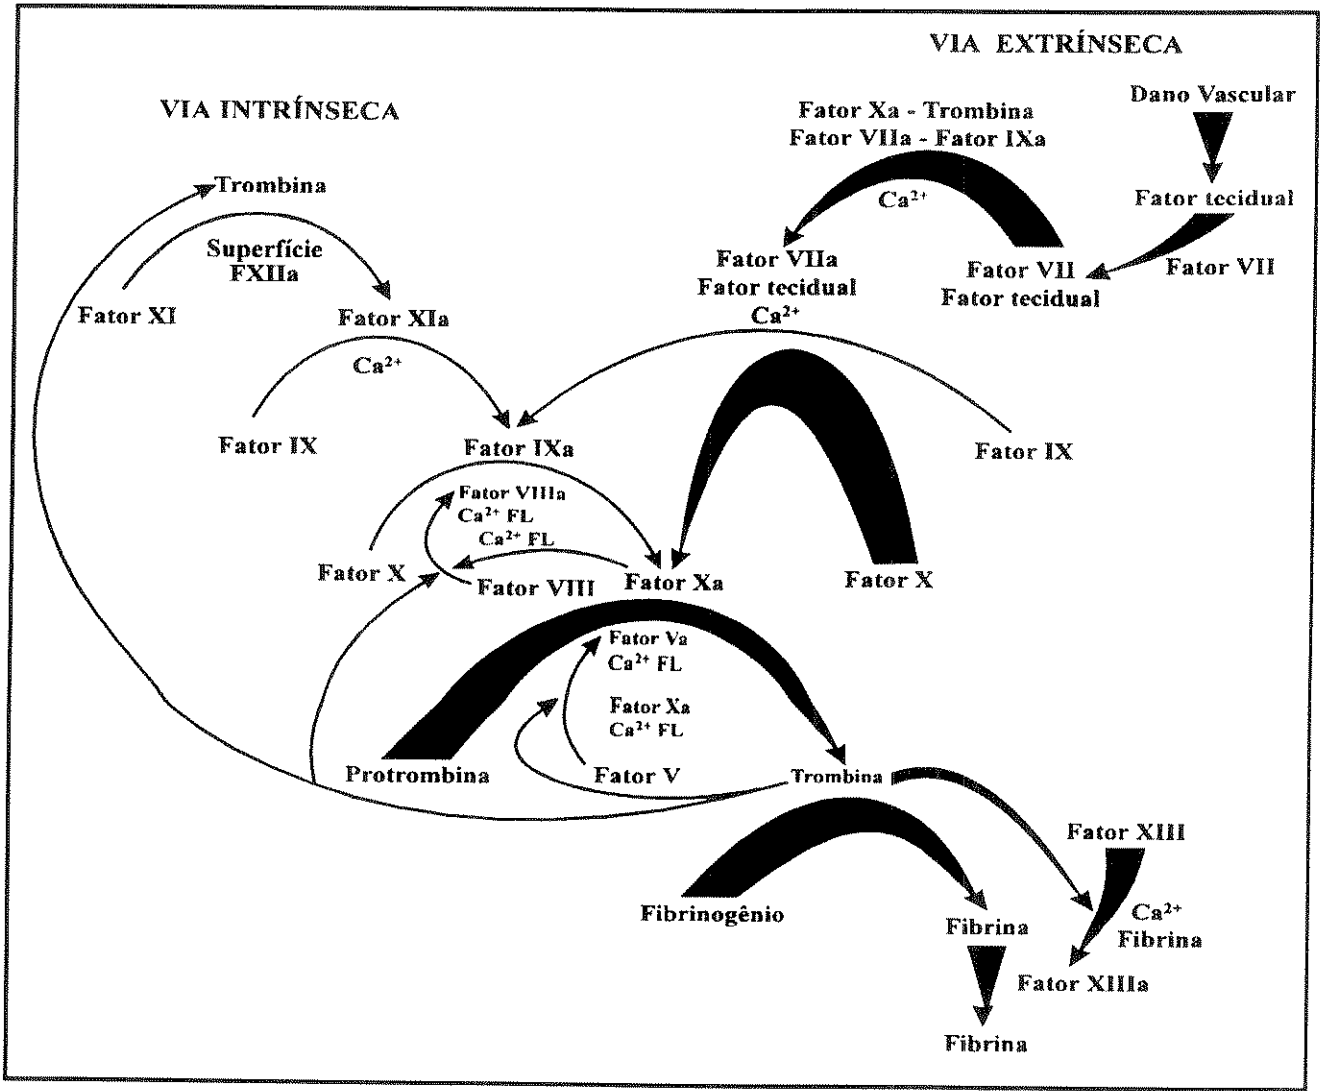 VIA EXTRÍNSECA
VIA INTRÍNSECA
Dano Vascular
Fator Xa - Trombina
Fator VIIa - Fator IXa
Ca²⁺
Trombina
Fator tecidual
Superfície
FXIIa
Fator VIIa
Fator tecidual
Ca²⁺
Fator VII
Fator tecidual
Fator VII
Fator XI
Fator XIa
Ca²⁺
Fator IX
Fator IXa
Fator IX
Fator VIIIa
Ca²⁺ FL
Ca²⁺ FL
Fator X
Fator VIII
Fator Xa
Fator X
Fator Va
Ca²⁺ FL
Fator Xa
Ca²⁺ FL
Protrombina
Fator V
Trombina
Fator XIII
Fibrinogênio
Fibrina
Ca²⁺
Fibrina
Fator XIIIa
Fibrina